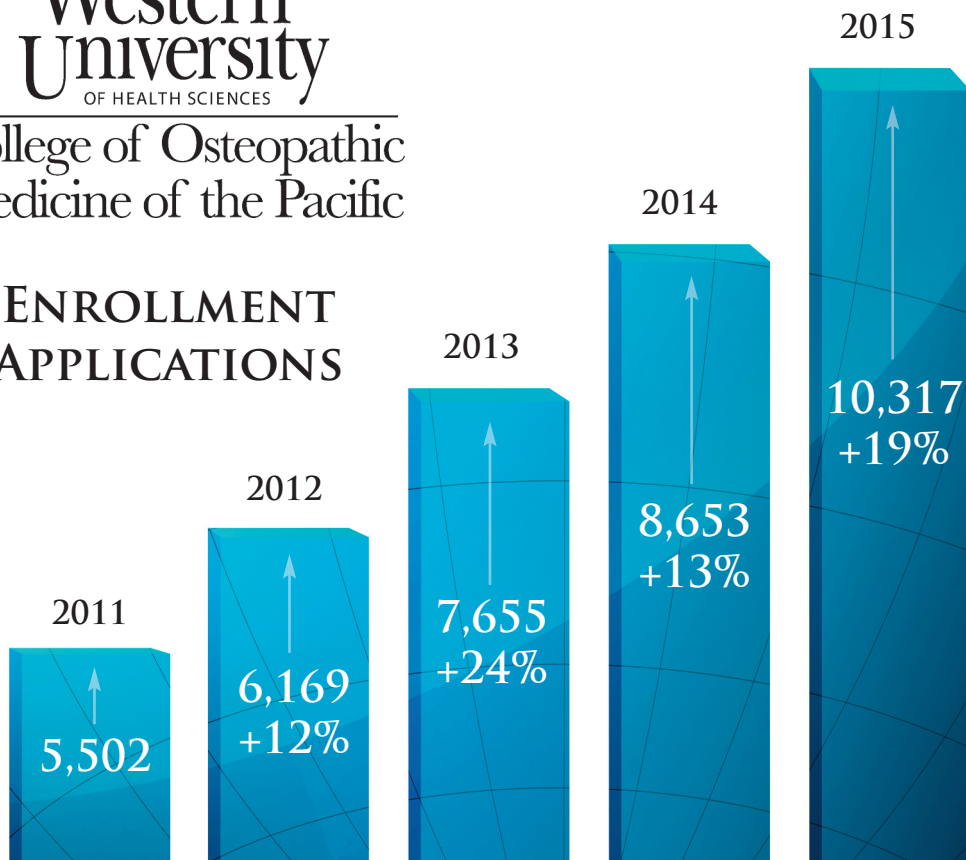 Western
University
OF HEALTH SCIENCES
llege of Osteopathic
edicine of the Pacific
ENROLLMENT
APPLICATIONS
2011
5,502
2012
6,169
+12%
2013
7,655
+24%
2014
8,653
+13%
2015
10,317
+19%